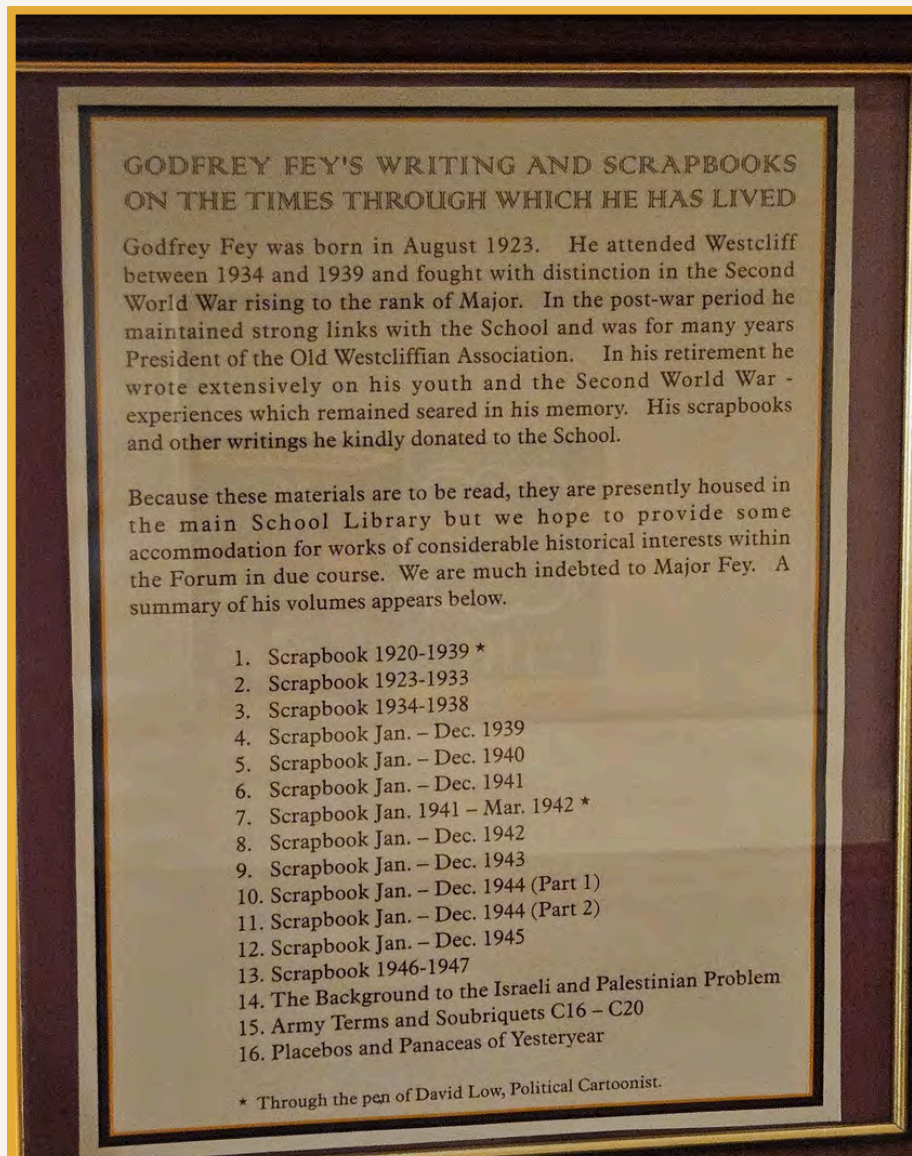 GODFREY FEY'S WRITING AND SCRAPBOOKS
ON THE TIMES THROUGH WHICH HE HAS LIVED
Godfrey Fey was born in August 1923. He attended Westcliff
between 1934 and 1939 and fought with distinction in the Second
World War rising to the rank of Major. In the post-war period he
maintained strong links with the School and was for many years
President of the Old Westcliffian Association. In his retirement he
wrote extensively on his youth and the Second World War -
experiences which remained seared in his memory. His scrapbooks
and other writings he kindly donated to the School.
Because these materials are to be read, they are presently housed in
the main School Library but we hope to provide some
accommodation for works of considerable historical interests within
the Forum in due course. We are much indebted to Major Fey. A
summary of his volumes appears below.
1. Scrapbook 1920-1939 *
2. Scrapbook 1923-1933
3. Scrapbook 1934-1938
4. Scrapbook Jan. – Dec. 1939
5. Scrapbook Jan. – Dec. 1940
6. Scrapbook Jan. – Dec. 1941
7. Scrapbook Jan. 1941 – Mar. 1942 *
8. Scrapbook Jan. – Dec. 1942
9. Scrapbook Jan. – Dec. 1943
10. Scrapbook Jan. – Dec. 1944 (Part 1)
11. Scrapbook Jan. – Dec. 1944 (Part 2)
12. Scrapbook Jan. – Dec. 1945
13. Scrapbook 1946-1947
14. The Background to the Israeli and Palestinian Problem
15. Army Terms and Soubriquets C16 – C20
16. Placebos and Panaceas of Yesteryear
* Through the pen of David Low, Political Cartoonist.